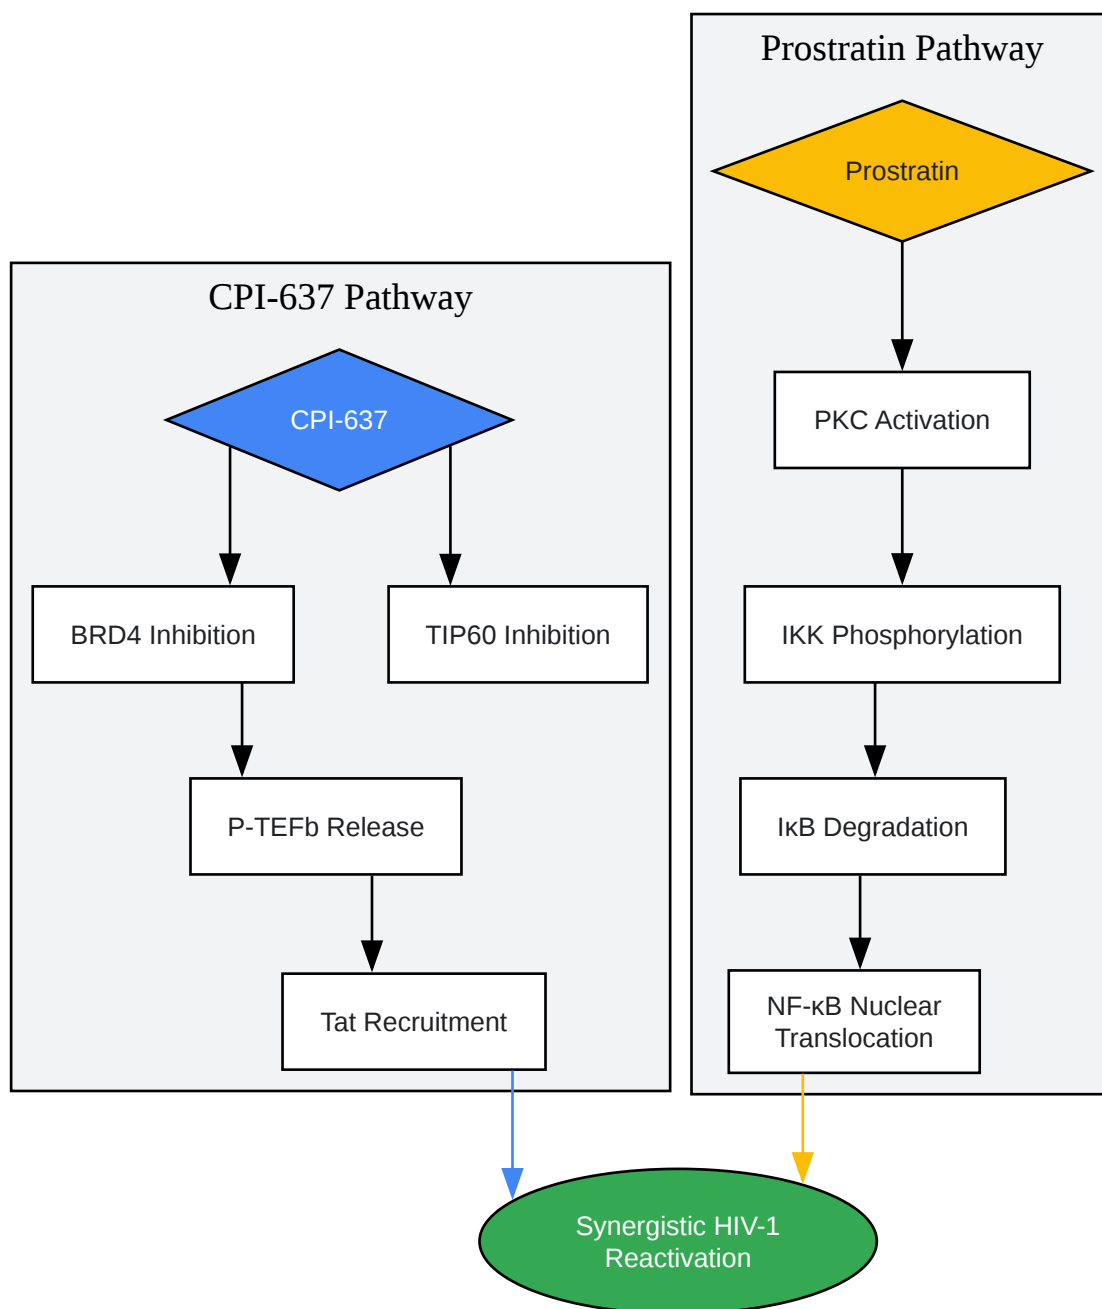 CPI-637 Pathway
CPI-637
BRD4 Inhibition
TIP60 Inhibition
P-TEFb Release
Tat Recruitment
Prostratin Pathway
Prostratin
PKC Activation
IKK Phosphorylation
IκB Degradation
NF-κB Nuclear
Translocation
Synergistic HIV-1
Reactivation